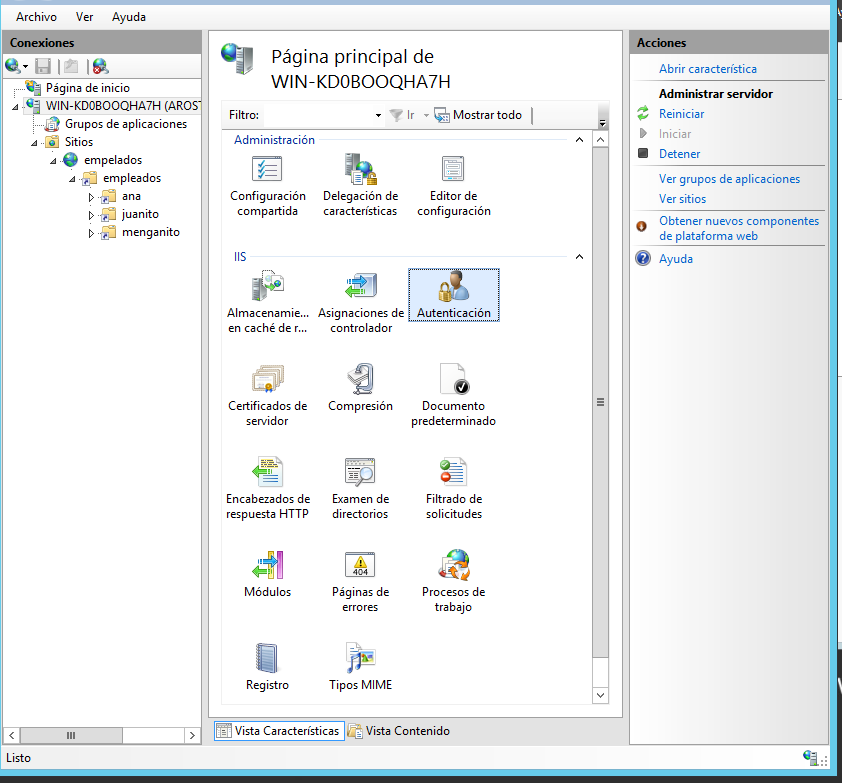 Archivo Ver Ayuda
Conexiones
Página de inicio
WIN-KD0BOOQHA7H (AROST
Grupos de aplicaciones
Sitios
empelados
empleados
ana
juanito
menganito
Página principal de
WIN-KD0BOOQHA7H
Filtro: Ir Mostrar todo
Administración
Configuración
compartida
Delegación de
características
Editor de
configuración
IIS
Almacenamie...
en caché de r...
Asignaciones de
controlador
Autenticación
Certificados de
servidor
Compresión
Documento
predeterminado
Encabezados de
respuesta HTTP
Examen de
directorios
Filtrado de
solicitudes
Módulos
404
Páginas de
errores
Procesos de
trabajo
Registro
Tipos MIME
Vista Características Vista Contenido
Acciones
Abrir característica
Administrar servidor
Reiniciar
Iniciar
Detener
Ver grupos de aplicaciones
Ver sitios
Obtener nuevos componentes
de plataforma web
Ayuda
Listo